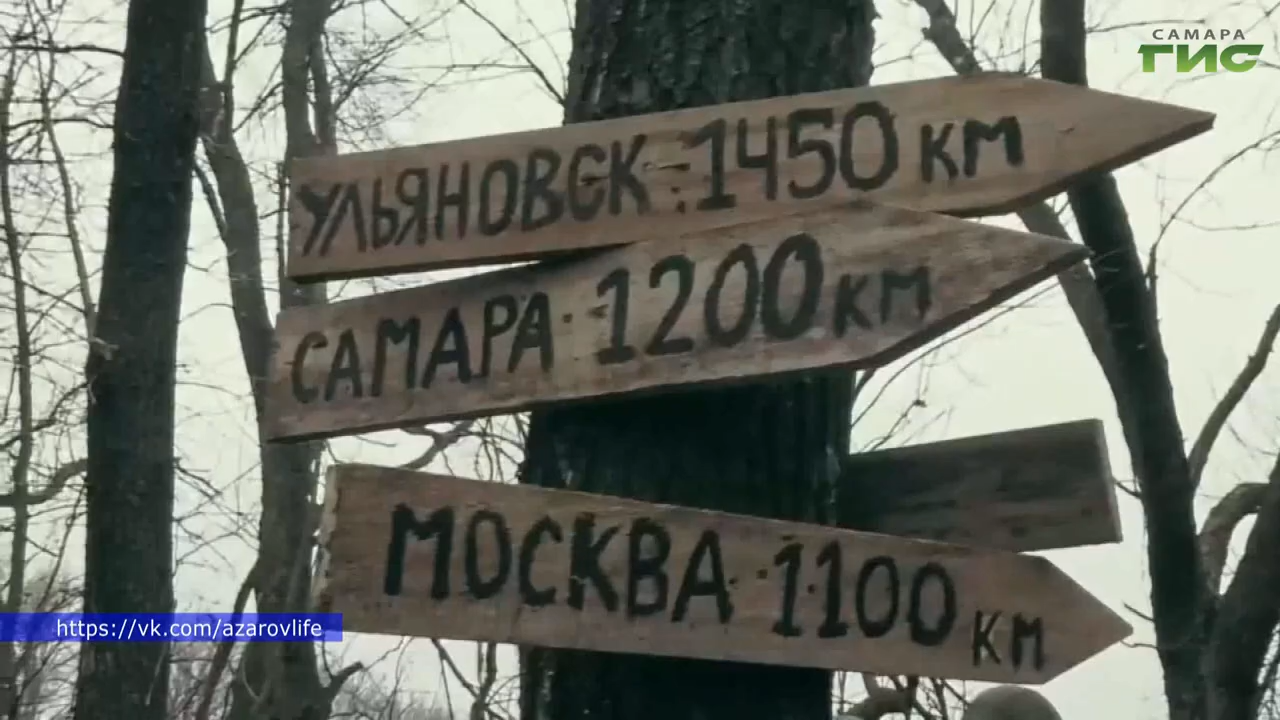 САМАРА
ГИС
УЛЬЯНОВСК - 1450 КМ
САМАРА - 1200 КМ
МОСКВА - 1100 КМ
https://vk.com/azarovlife